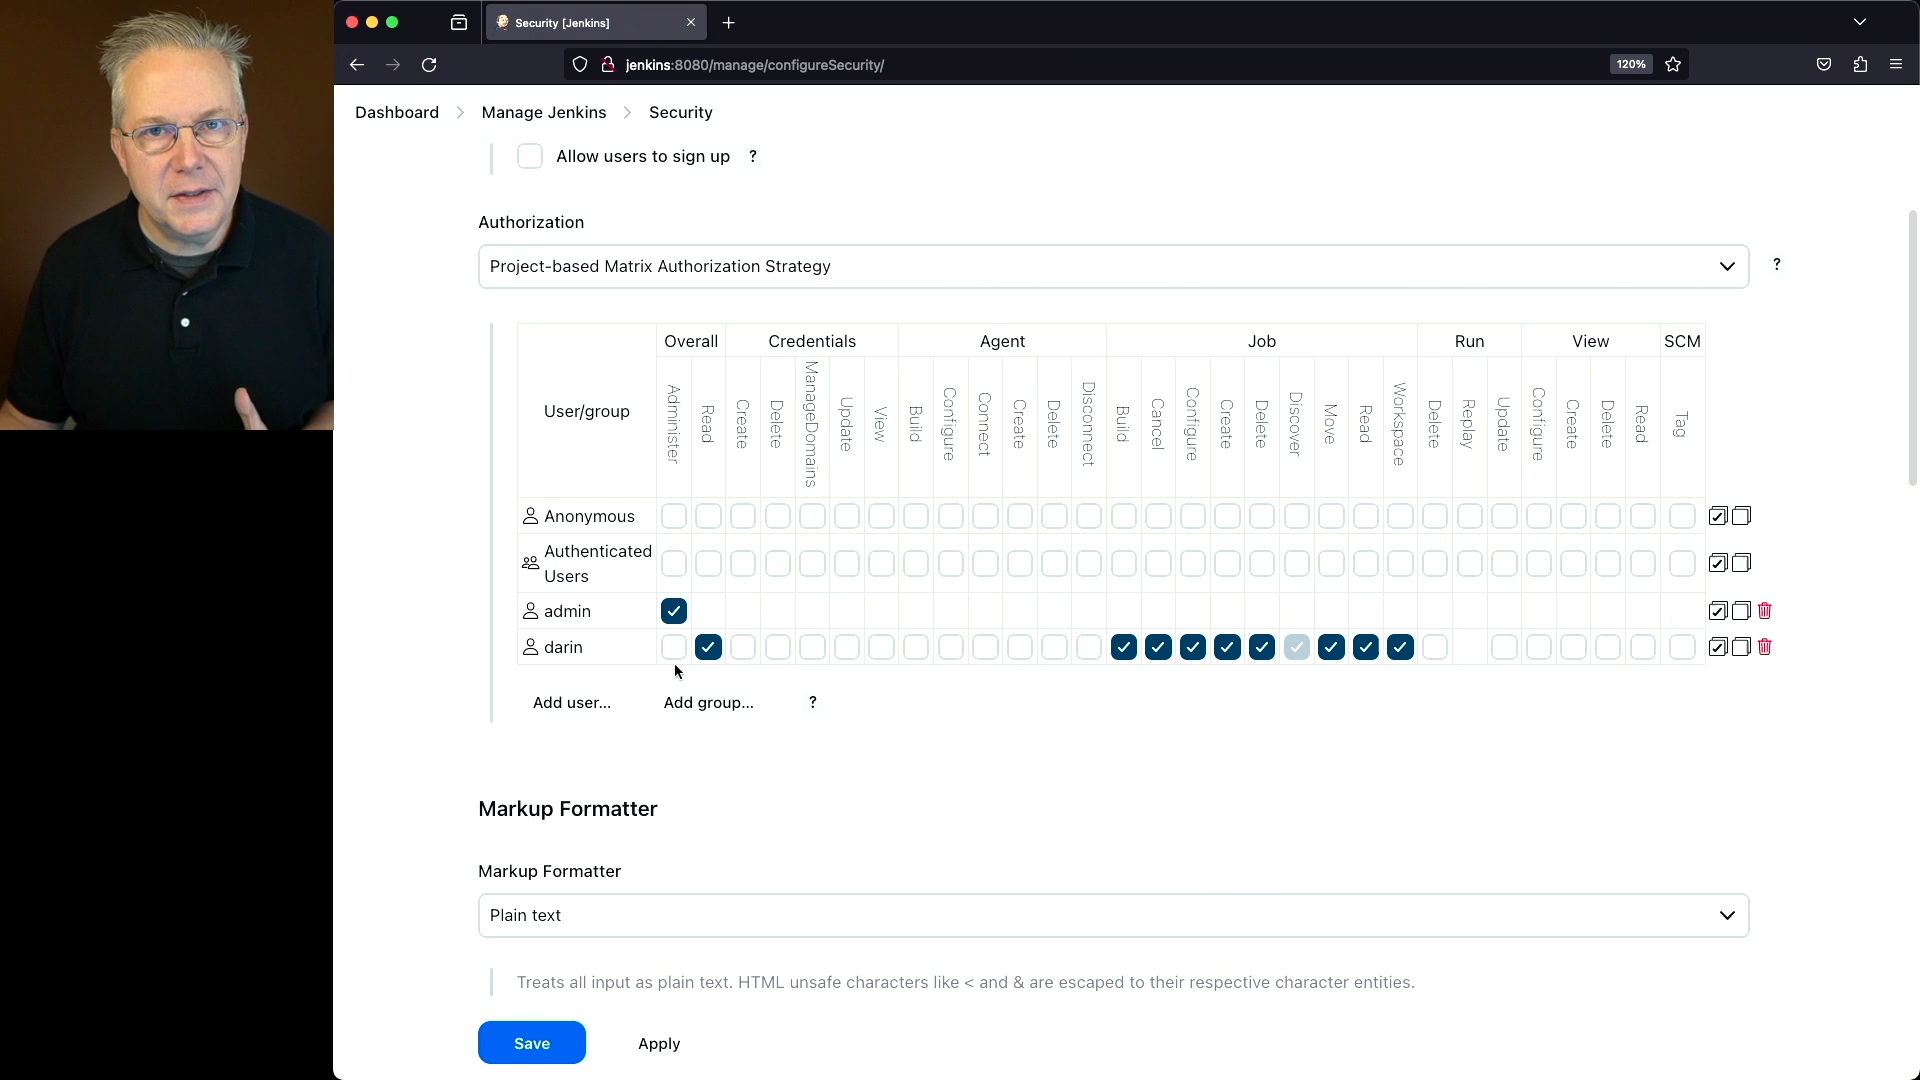 Security [Jenkins]
jenkins:8080/manage/configureSecurity/
120%
Dashboard Manage Jenkins Security
Allow users to sign up ?
Authorization
Project-based Matrix Authorization Strategy
?
User/group
Overall Credentials Agent Job Run View SCM
Administer
Read
Create
Delete
ManageDomains
Update
View
Build
Configure
Connect
Create
Delete
Disconnect
Build
Cancel
Configure
Create
Delete
Discover
Move
Read
Workspace
Delete
Replay
Update
Configure
Create
Delete
Read
Tag
Anonymous
Authenticated
Users
admin
darin
Add user... Add group... ?
Markup Formatter
Markup Formatter
Plain text
Treats all input as plain text. HTML unsafe characters like < and & are escaped to their respective character entities.
Save Apply